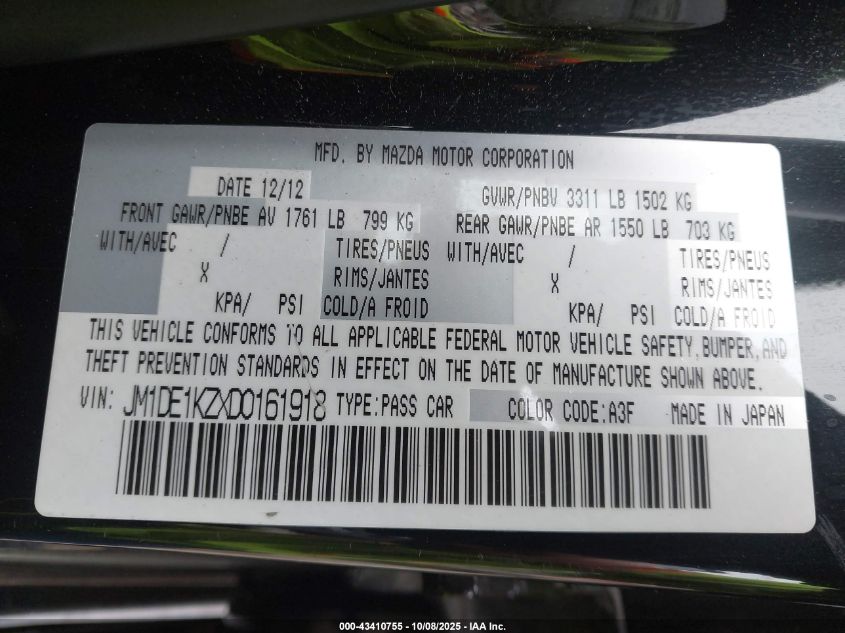 MFD. BY MAZDA MOTOR CORPORATION
DATE 12/12 GVWR/PNBV 3311 LB 1502 KG
FRONT GAWR/PNBE AV 1761 LB 799 KG REAR GAWR/PNBE AR 1550 LB 703 KG
WITH/AVEC / TIRES/PNEUS WITH/AVEC / TIRES/PNEUS
X RIMS/JANTES X RIMS/JANTES
KPA/ PSI COLD/A FROID KPA/ PSI COLD/A FROID
THIS VEHICLE CONFORMS TO ALL APPLICABLE FEDERAL MOTOR VEHICLE SAFETY, BUMPER, AND
THEFT PREVENTION STANDARDS IN EFFECT ON THE DATE OF MANUFACTURE SHOWN ABOVE.
VIN: JM1DE1KZXD0161918 TYPE:PASS CAR COLOR CODE:A3F MADE IN JAPAN
000-43410755 - 10/08/2025 - IAA Inc.